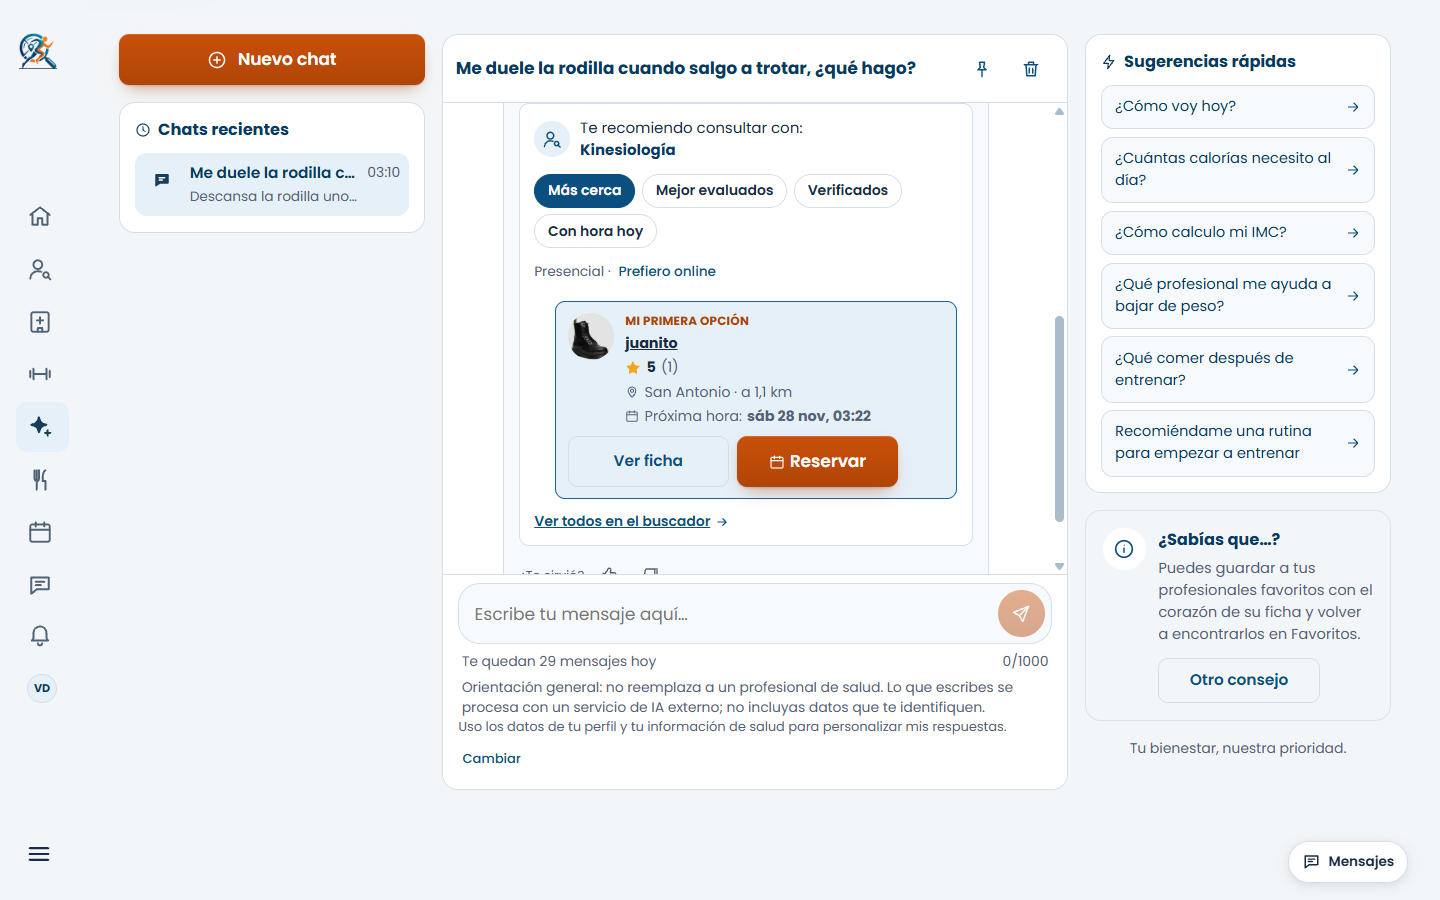 Nuevo chat
Chats recientes
Me duele la rodilla c... 03:10
Descansa la rodilla uno...
VD
Me duele la rodilla cuando salgo a trotar, ¿qué hago?
Te recomiendo consultar con:
Kinesiología
Más cerca
Mejor evaluados
Verificados
Con hora hoy
Presencial · Prefiero online
MI PRIMERA OPCIÓN
juanito
5 (1)
San Antonio · a 1,1 km
Próxima hora: sáb 28 nov, 03:22
Ver ficha
Reservar
Ver todos en el buscador →
¿Te sirvió?
Escribe tu mensaje aquí...
Te quedan 29 mensajes hoy
0/1000
Orientación general: no reemplaza a un profesional de salud. Lo que escribes se
procesa con un servicio de IA externo; no incluyas datos que te identifiquen.
Uso los datos de tu perfil y tu información de salud para personalizar mis respuestas.
Cambiar
Sugerencias rápidas
¿Cómo voy hoy?
¿Cuántas calorías necesito al
día?
¿Cómo calculo mi IMC?
¿Qué profesional me ayuda a
bajar de peso?
¿Qué comer después de
entrenar?
Recomiéndame una rutina
para empezar a entrenar
¿Sabías que...?
Puedes guardar a tus
profesionales favoritos con el
corazón de su ficha y volver
a encontrarlos en Favoritos.
Otro consejo
Tu bienestar, nuestra prioridad.
Mensajes